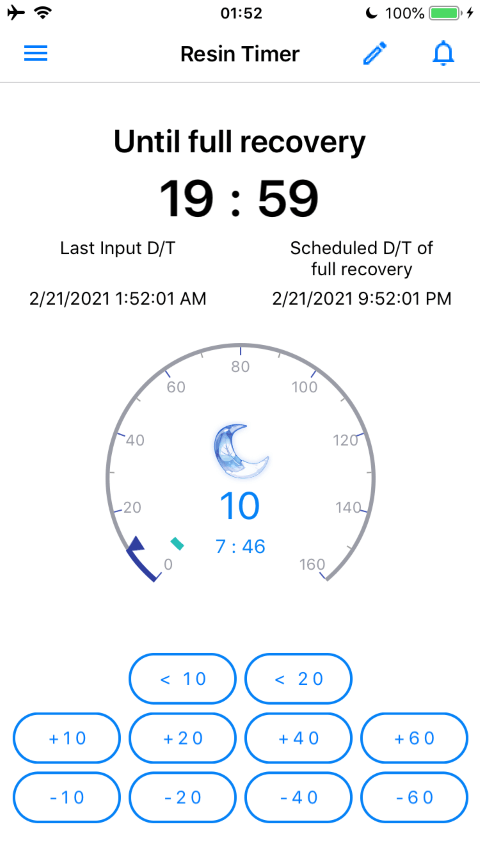 01:52
100%
Resin Timer
Until full recovery
19 : 59
Last Input D/T
Scheduled D/T of
full recovery
2/21/2021 1:52:01 AM
2/21/2021 9:52:01 PM
80
60
100
40
120
20
140
0
160
10
7 : 46
< 10
< 20
+10
+20
+40
+60
-10
-20
-40
-60